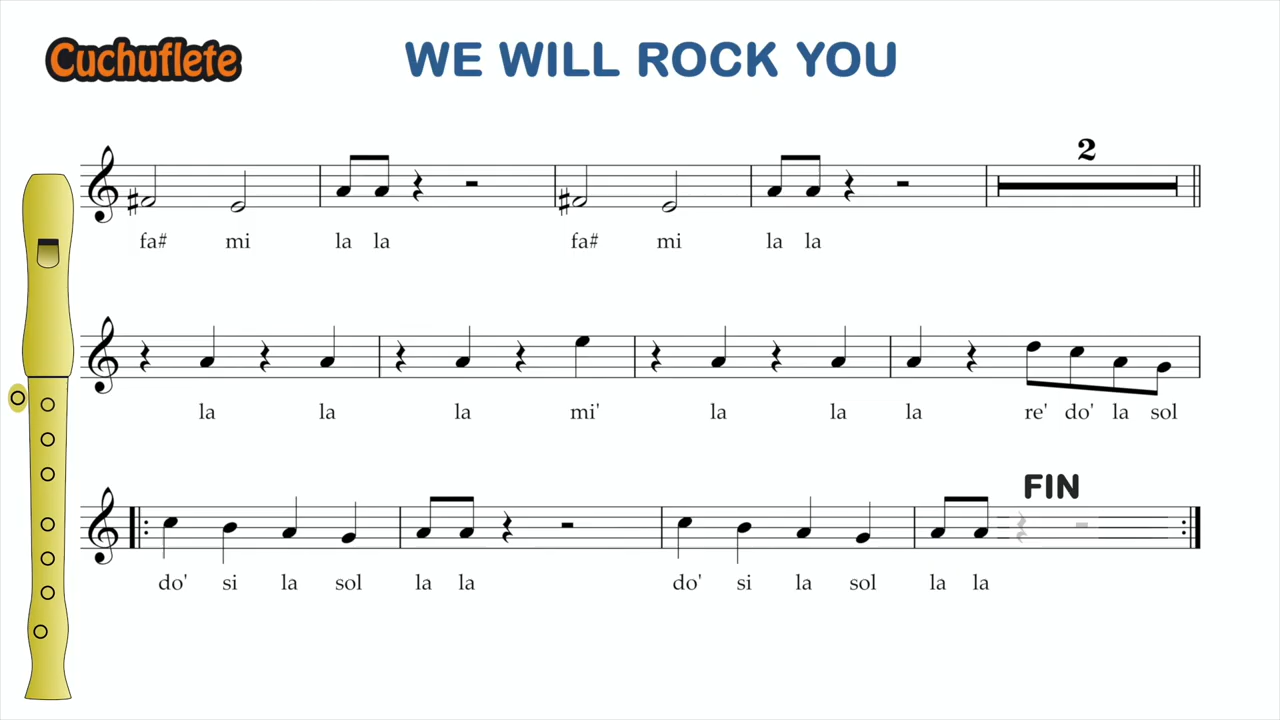 Cuchuflete
WE WILL ROCK YOU
2
fa# mi la la fa# mi la la
la la la mi' la la la re' do' la sol
FIN
do' si la sol la la do' si la sol la la